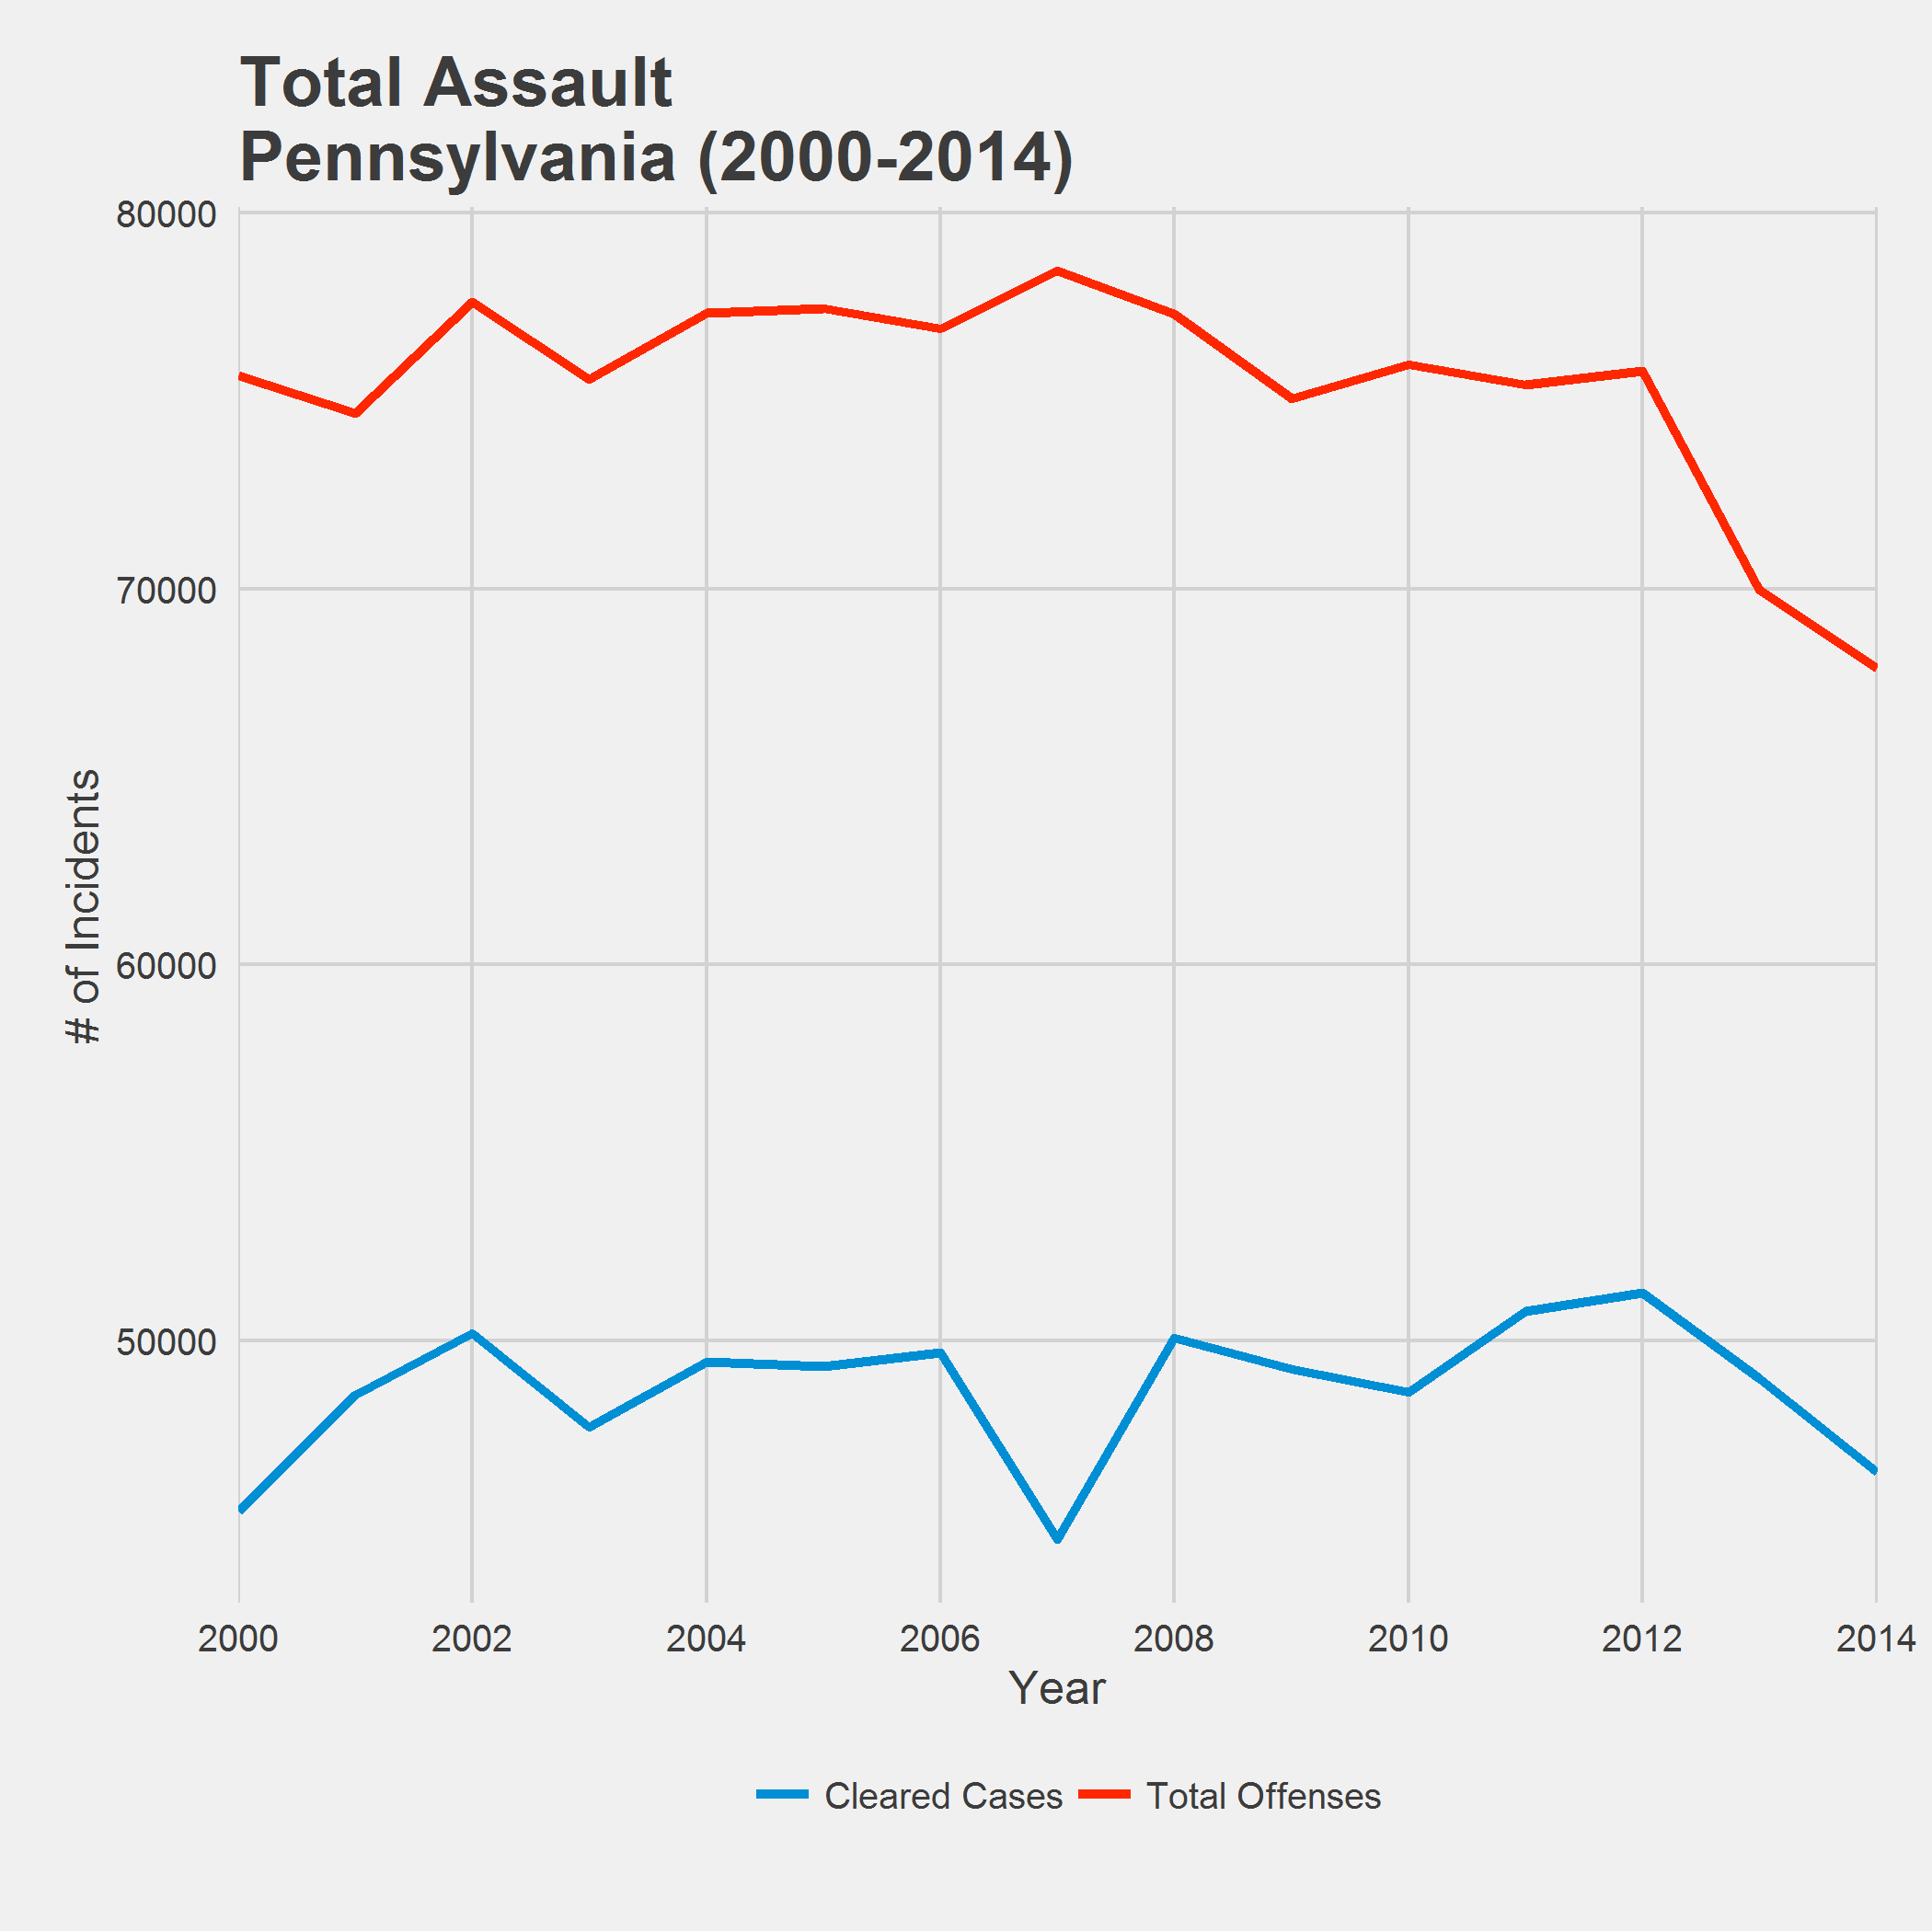 Total Assault
Pennsylvania (2000-2014)
80000
70000
60000
50000
# of Incidents
2000 2002 2004 2006 2008 2010 2012 2014
Year
Cleared Cases Total Offenses